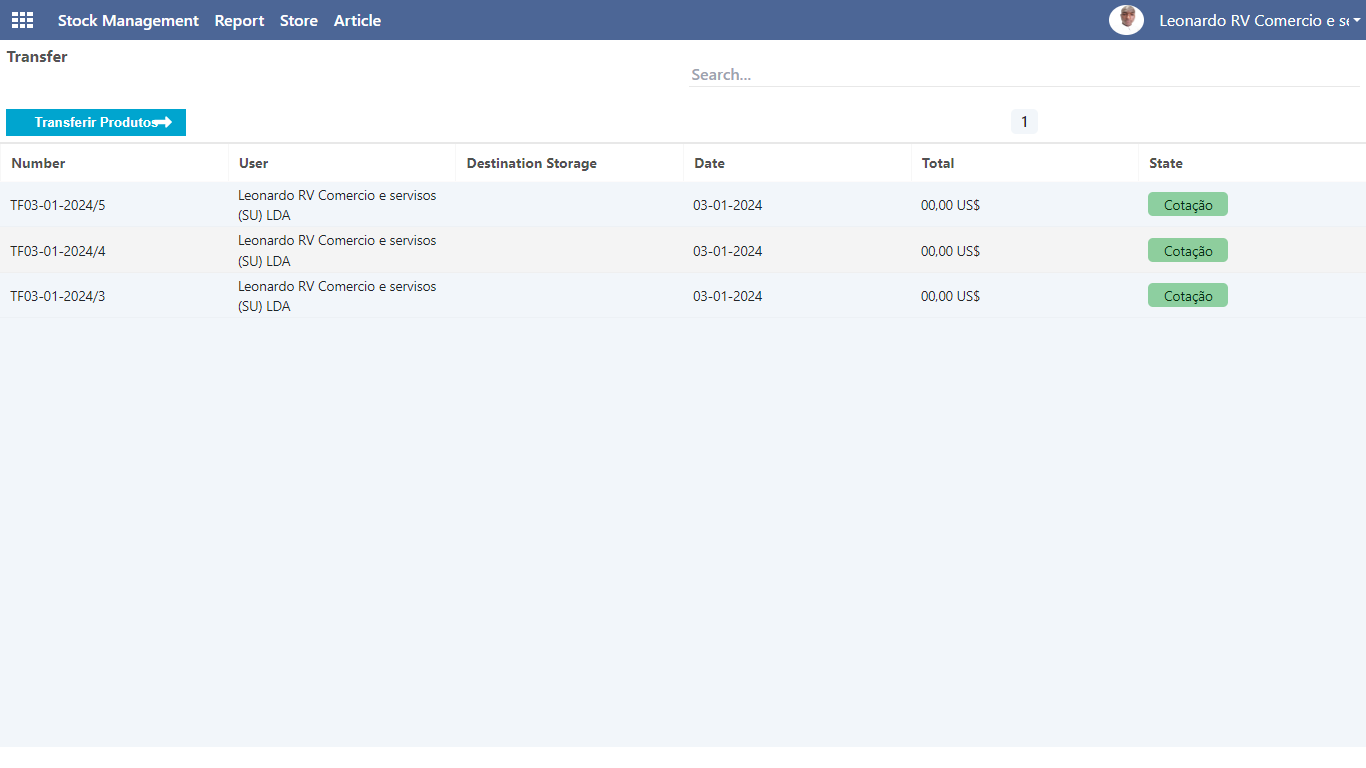 Stock Management Report Store Article Leonardo RV Comercio e se
Transfer
Search...
Transferir Produtos
1
Number User Destination Storage Date Total State
TF03-01-2024/5 Leonardo RV Comercio e servisos (SU) LDA 03-01-2024 00,00 US$ Cotação
TF03-01-2024/4 Leonardo RV Comercio e servisos (SU) LDA 03-01-2024 00,00 US$ Cotação
TF03-01-2024/3 Leonardo RV Comercio e servisos (SU) LDA 03-01-2024 00,00 US$ Cotação